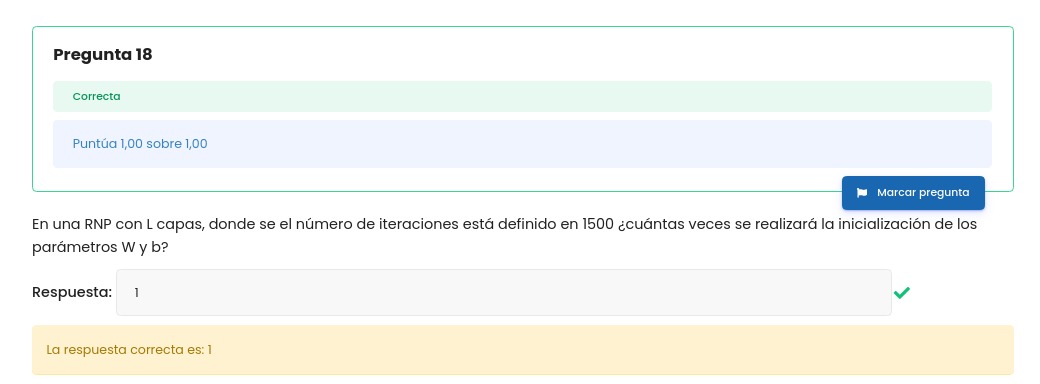 Pregunta 18
Correcta
Puntúa 1,00 sobre 1,00
Marcar pregunta
En una RNP con L capas, donde se el número de iteraciones está definido en 1500 ¿cuántas veces se realizará la inicialización de los
parámetros W y b?
Respuesta: 1
La respuesta correcta es: 1